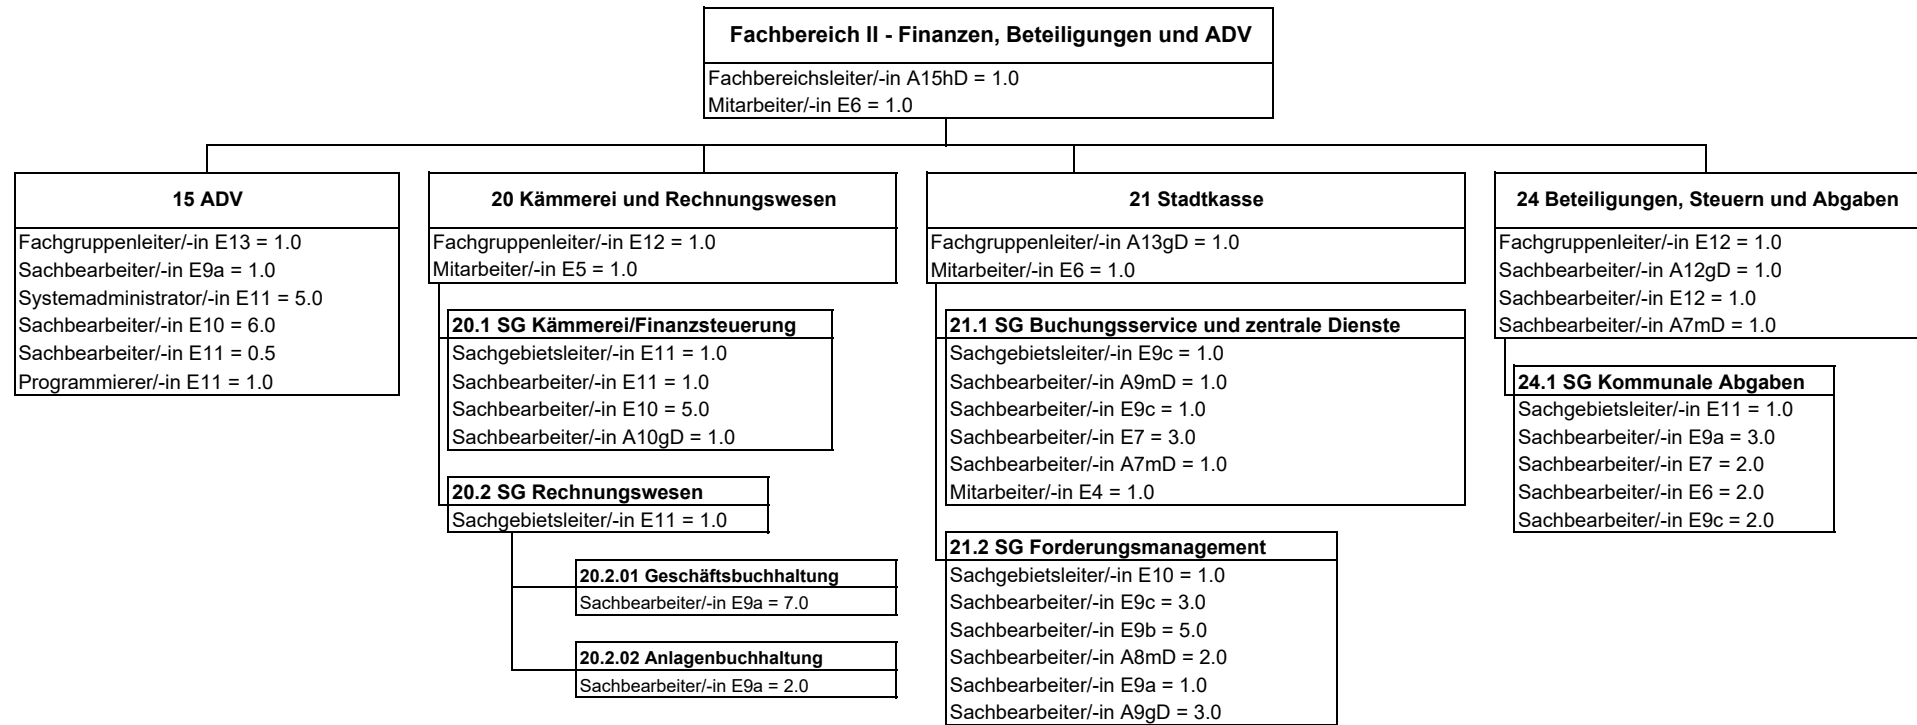 Fachbereich II - Finanzen, Beteiligungen und ADV
Fachbereichsleiter/-in A15hD = 1.0
Mitarbeiter/-in E6 = 1.0
15 ADV
Fachgruppenleiter/-in E13 = 1.0
Sachbearbeiter/-in E9a = 1.0
Systemadministrator/-in E11 = 5.0
Sachbearbeiter/-in E10 = 6.0
Sachbearbeiter/-in E11 = 0.5
Programmierer/-in E11 = 1.0
20 Kämmerei und Rechnungswesen
Fachgruppenleiter/-in E12 = 1.0
Mitarbeiter/-in E5 = 1.0
20.1 SG Kämmerei/Finanzsteuerung
Sachgebietsleiter/-in E11 = 1.0
Sachbearbeiter/-in E11 = 1.0
Sachbearbeiter/-in E10 = 5.0
Sachbearbeiter/-in A10gD = 1.0
20.2 SG Rechnungswesen
Sachgebietsleiter/-in E11 = 1.0
20.2.01 Geschäftsbuchhaltung
Sachbearbeiter/-in E9a = 7.0
20.2.02 Anlagenbuchhaltung
Sachbearbeiter/-in E9a = 2.0
21 Stadtkasse
Fachgruppenleiter/-in A13gD = 1.0
Mitarbeiter/-in E6 = 1.0
21.1 SG Buchungsservice und zentrale Dienste
Sachgebietsleiter/-in E9c = 1.0
Sachbearbeiter/-in A9mD = 1.0
Sachbearbeiter/-in E9c = 1.0
Sachbearbeiter/-in E7 = 3.0
Sachbearbeiter/-in A7mD = 1.0
Mitarbeiter/-in E4 = 1.0
21.2 SG Forderungsmanagement
Sachgebietsleiter/-in E10 = 1.0
Sachbearbeiter/-in E9c = 3.0
Sachbearbeiter/-in E9b = 5.0
Sachbearbeiter/-in A8mD = 2.0
Sachbearbeiter/-in E9a = 1.0
Sachbearbeiter/-in A9gD = 3.0
24 Beteiligungen, Steuern und Abgaben
Fachgruppenleiter/-in E12 = 1.0
Sachbearbeiter/-in A12gD = 1.0
Sachbearbeiter/-in E12 = 1.0
Sachbearbeiter/-in A7mD = 1.0
24.1 SG Kommunale Abgaben
Sachgebietsleiter/-in E11 = 1.0
Sachbearbeiter/-in E9a = 3.0
Sachbearbeiter/-in E7 = 2.0
Sachbearbeiter/-in E6 = 2.0
Sachbearbeiter/-in E9c = 2.0